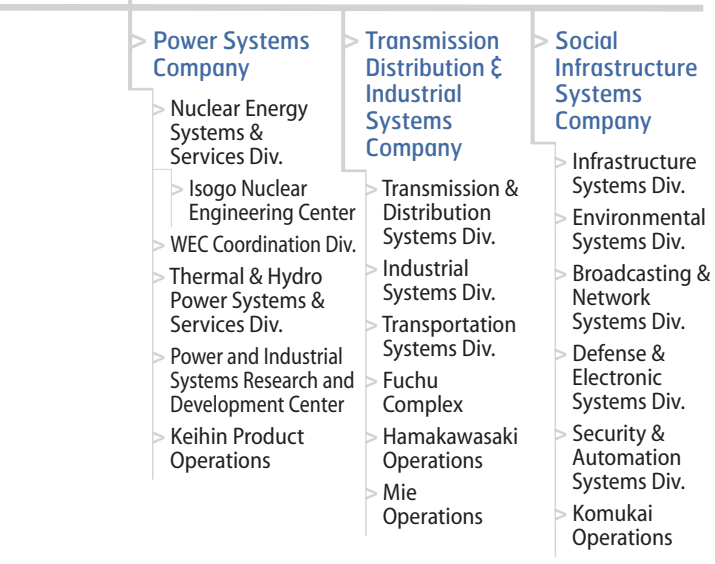 > Power Systems
Company
> Nuclear Energy
Systems &
Services Div.
> Isogo Nuclear
Engineering Center
> WEC Coordination Div.
> Thermal & Hydro
Power Systems &
Services Div.
> Power and Industrial
Systems Research and
Development Center
> Keihin Product
Operations
> Transmission
Distribution &
Industrial
Systems
Company
> Transmission &
Distribution
Systems Div.
> Industrial
Systems Div.
> Transportation
Systems Div.
> Fuchu
Complex
> Hamakawasaki
Operations
> Mie
Operations
> Social
Infrastructure
Systems
Company
> Infrastructure
Systems Div.
> Environmental
Systems Div.
> Broadcasting &
Network
Systems Div.
> Defense &
Electronic
Systems Div.
> Security &
Automation
Systems Div.
> Komukai
Operations